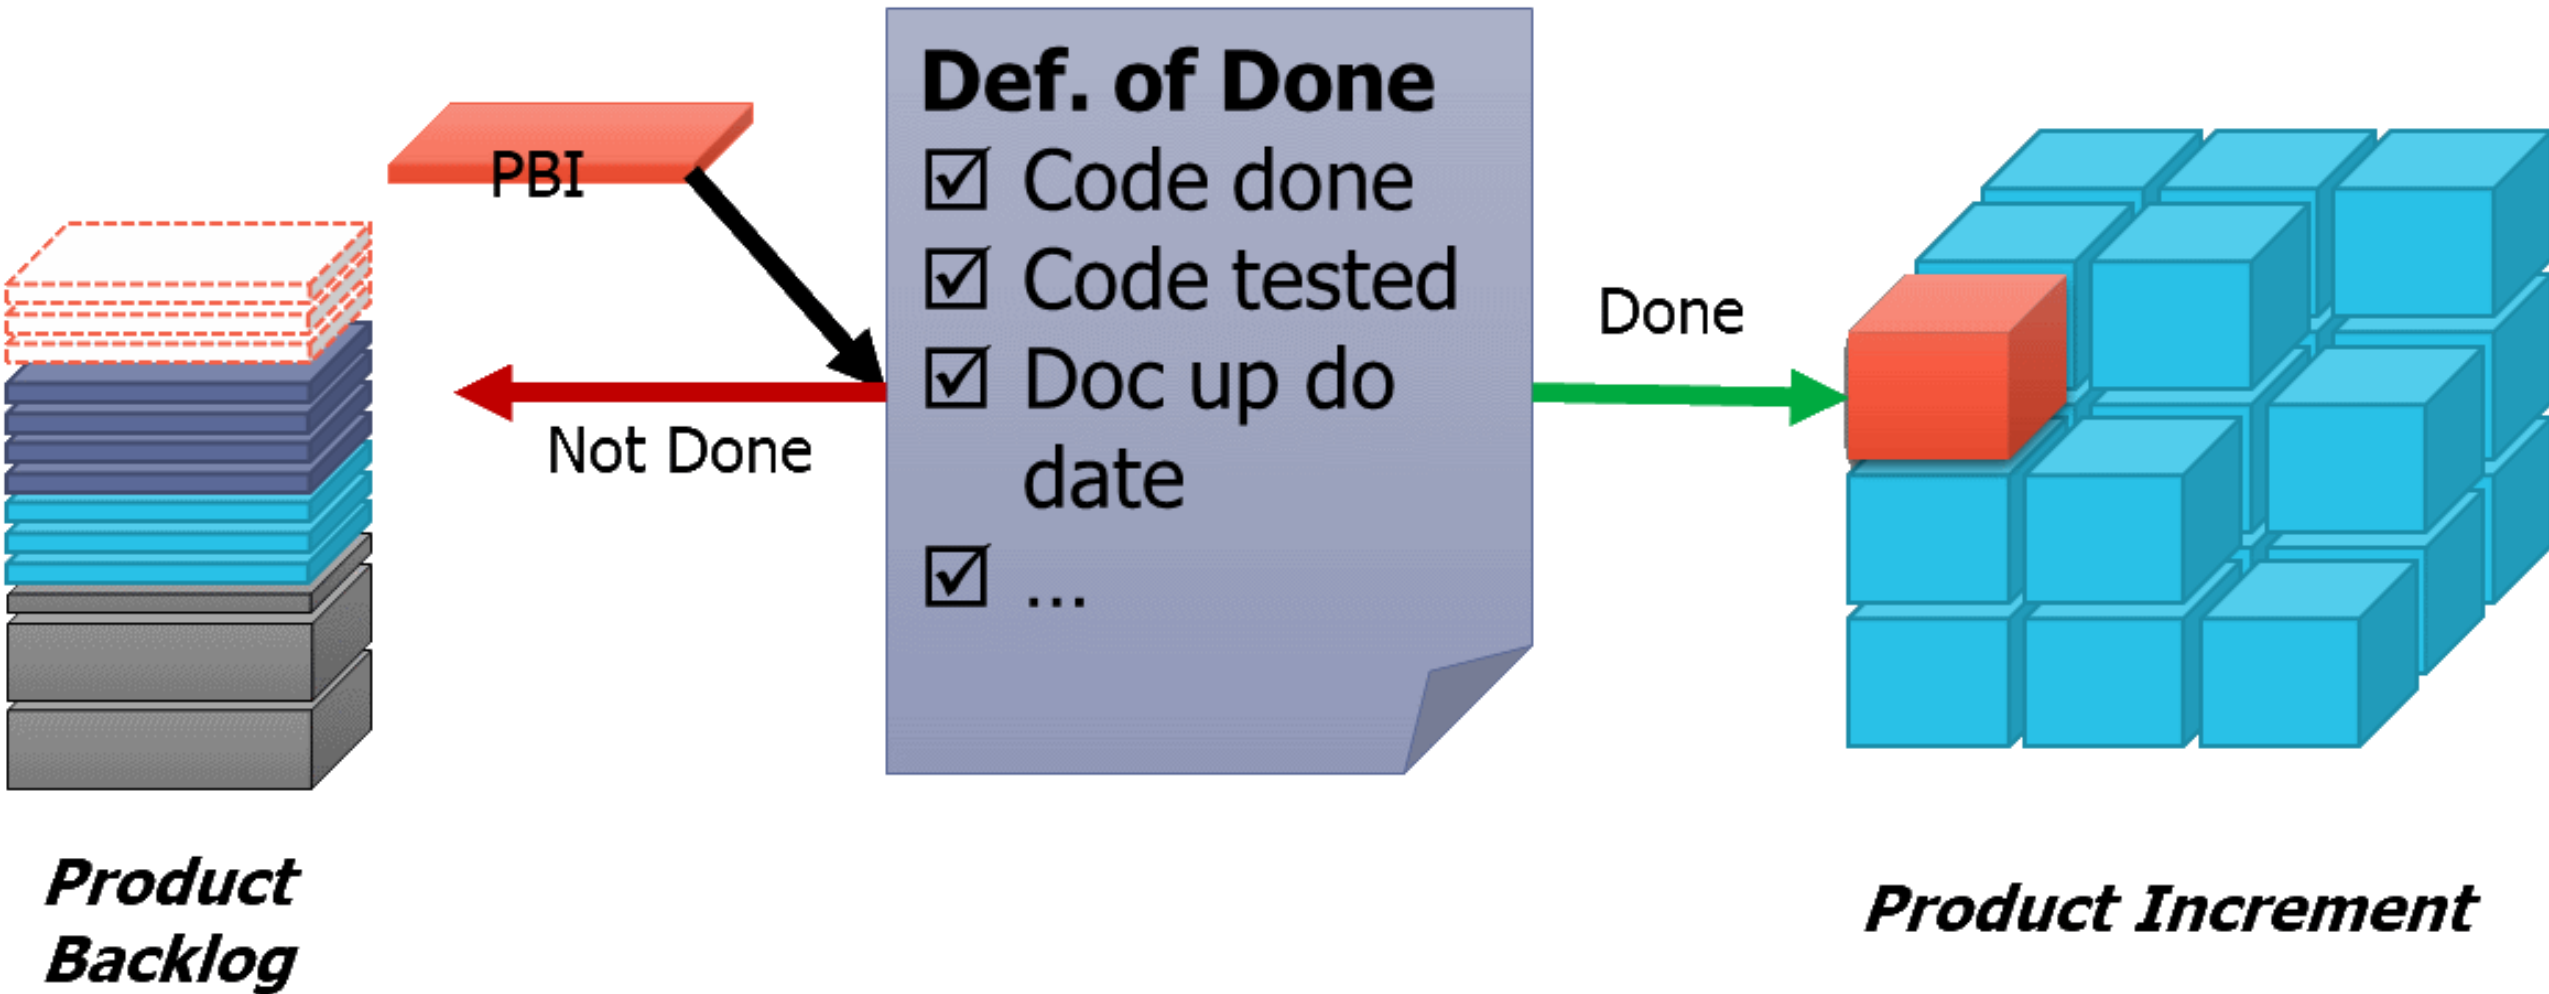 Def. of Done
☑ Code done
☑ Code tested
☑ Doc up do
date
☑ ...
PBI
Not Done
Done
Product
Backlog
Product Increment